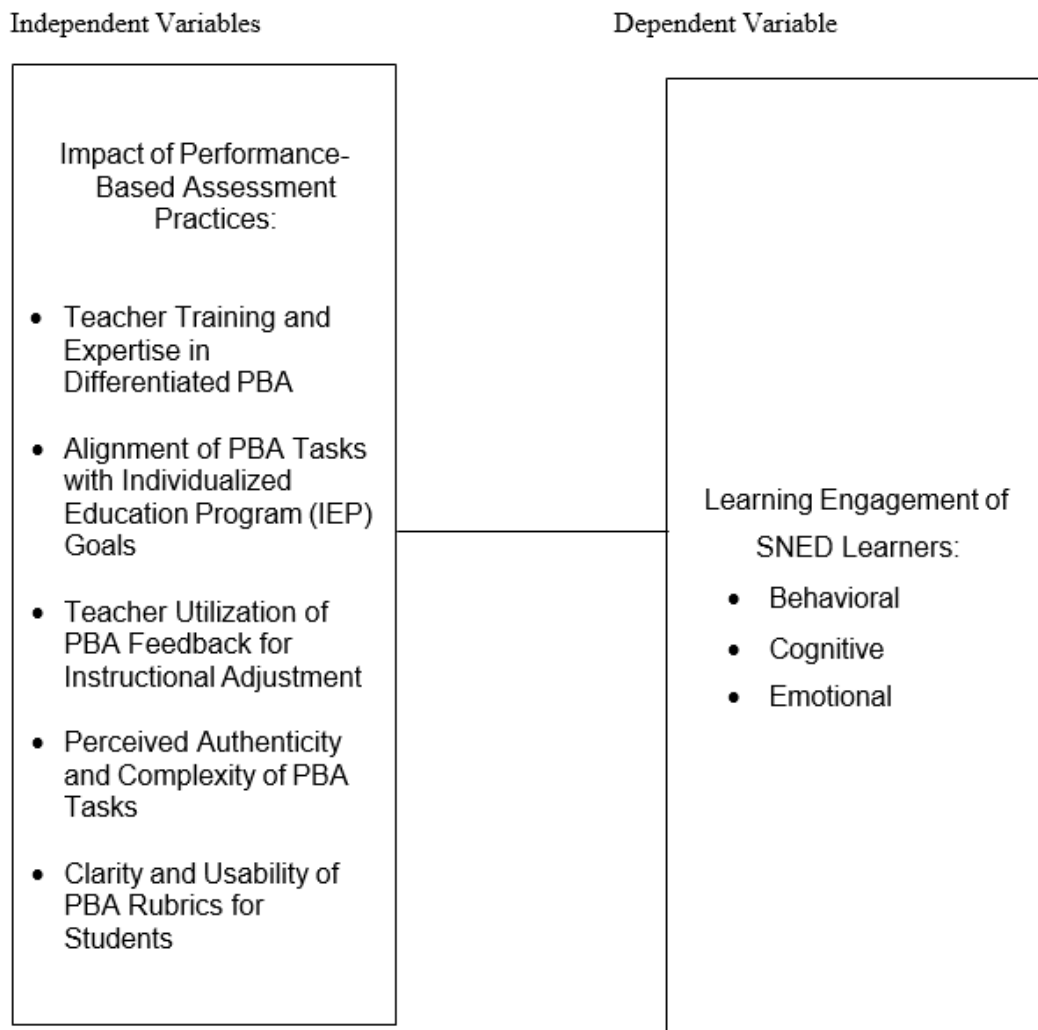 Independent Variables
Dependent Variable
Impact of Performance-
Based Assessment
Practices:
• Teacher Training and
Expertise in
Differentiated PBA
• Alignment of PBA Tasks
with Individualized
Education Program (IEP)
Goals
• Teacher Utilization of
PBA Feedback for
Instructional Adjustment
• Perceived Authenticity
and Complexity of PBA
Tasks
• Clarity and Usability of
PBA Rubrics for
Students
Learning Engagement of
SNED Learners:
• Behavioral
• Cognitive
• Emotional